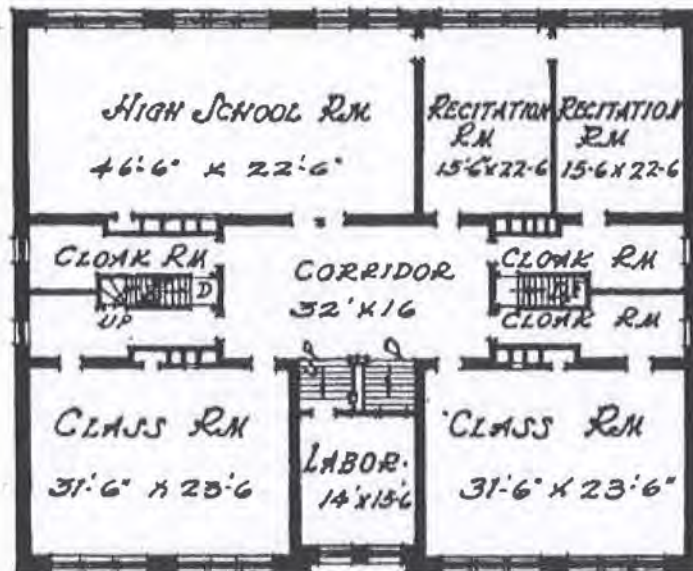 HIGH SCHOOL RM
46'-6" x 22'-6"
RECITATION
RM
15'-6"x22-6
RECITATION
RM
15-6x22-6
CLOAK RM
D
UP
CORRIDOR
32'x16
CLOAK RM
CLOAK RM
CLASS RM
31'-6" x 23'-6
LABOR.
14'x15-6
CLASS RM
31'-6" x 23'-6"